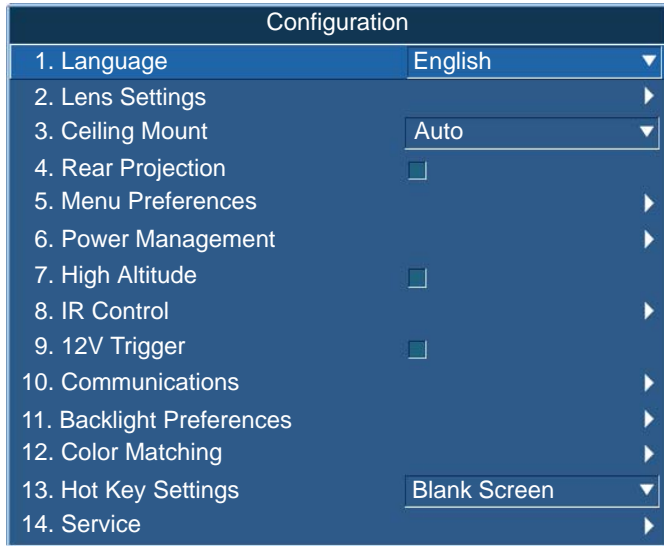 Configuration
1. Language English
2. Lens Settings
3. Ceiling Mount Auto
4. Rear Projection
5. Menu Preferences
6. Power Management
7. High Altitude
8. IR Control
9. 12V Trigger
10. Communications
11. Backlight Preferences
12. Color Matching
13. Hot Key Settings Blank Screen
14. Service